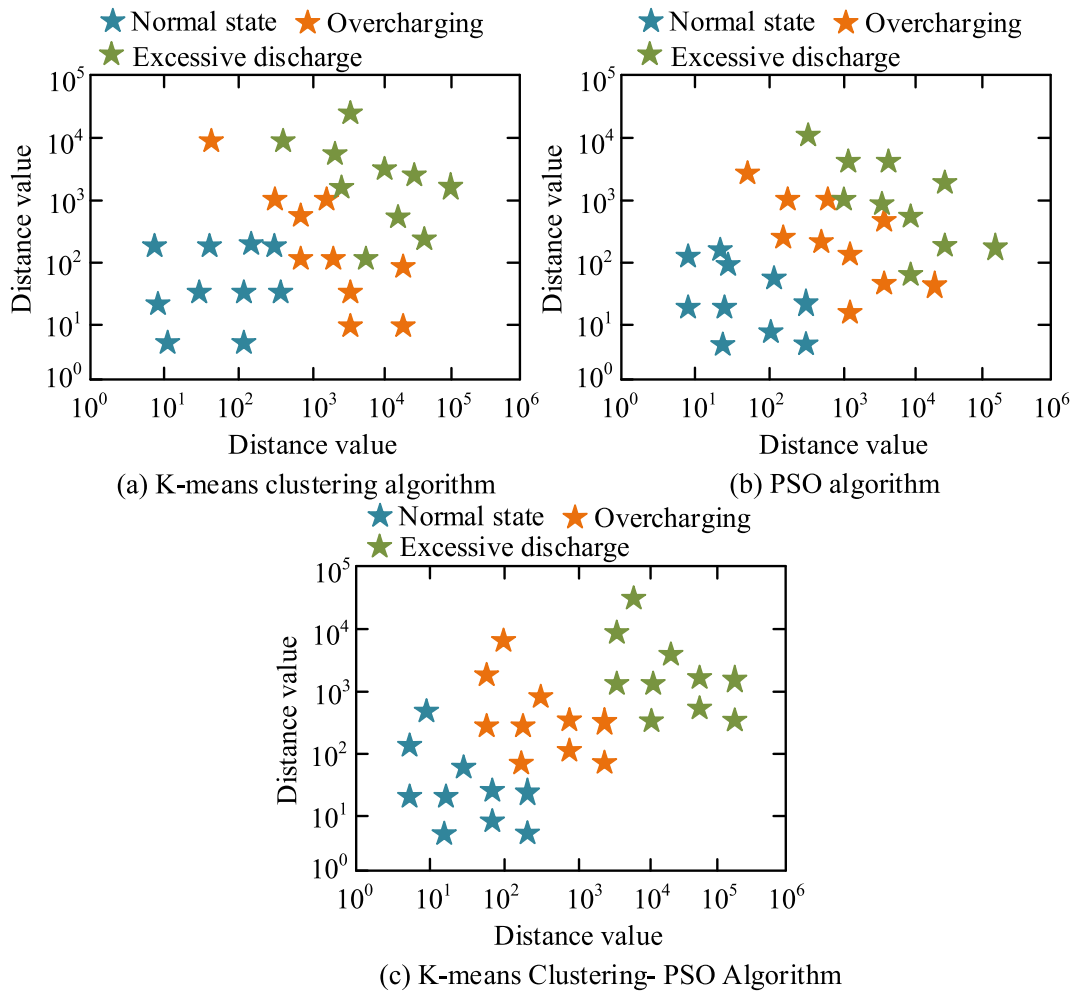 Normal state Overcharging
Excessive discharge
Distance value
10^5
10^4
10^3
10^2
10^1
10^0
10^0 10^1 10^2 10^3 10^4 10^5 10^6
Distance value
(a) K-means clustering algorithm
Normal state Overcharging
Excessive discharge
Distance value
10^5
10^4
10^3
10^2
10^1
10^0
10^0 10^1 10^2 10^3 10^4 10^5 10^6
Distance value
(b) PSO algorithm
Normal state Overcharging
Excessive discharge
Distance value
10^5
10^4
10^3
10^2
10^1
10^0
10^0 10^1 10^2 10^3 10^4 10^5 10^6
Distance value
(c) K-means Clustering- PSO Algorithm